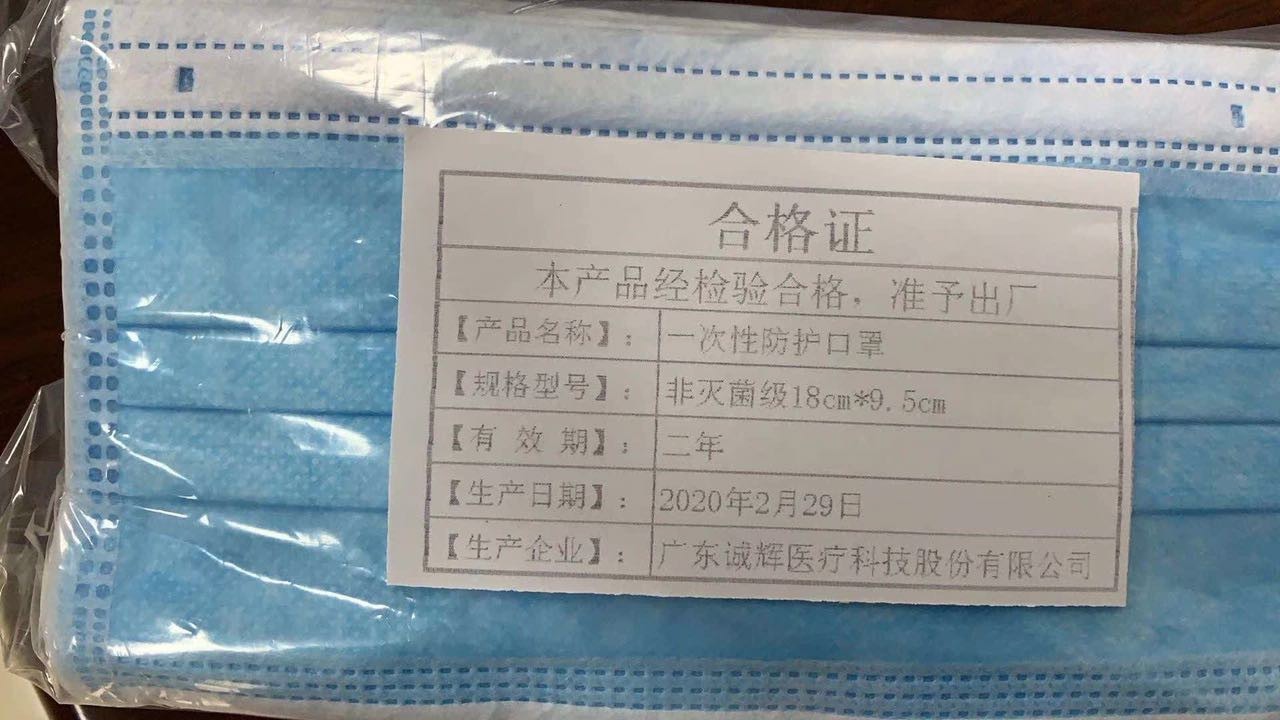 合格证
本产品经检验合格，准予出厂
【产品名称】： 一次性防护口罩
【规格型号】： 非灭菌级18cm*9.5cm
【有 效 期】： 二年
【生产日期】： 2020年2月29日
【生产企业】： 广东诚辉医疗科技股份有限公司